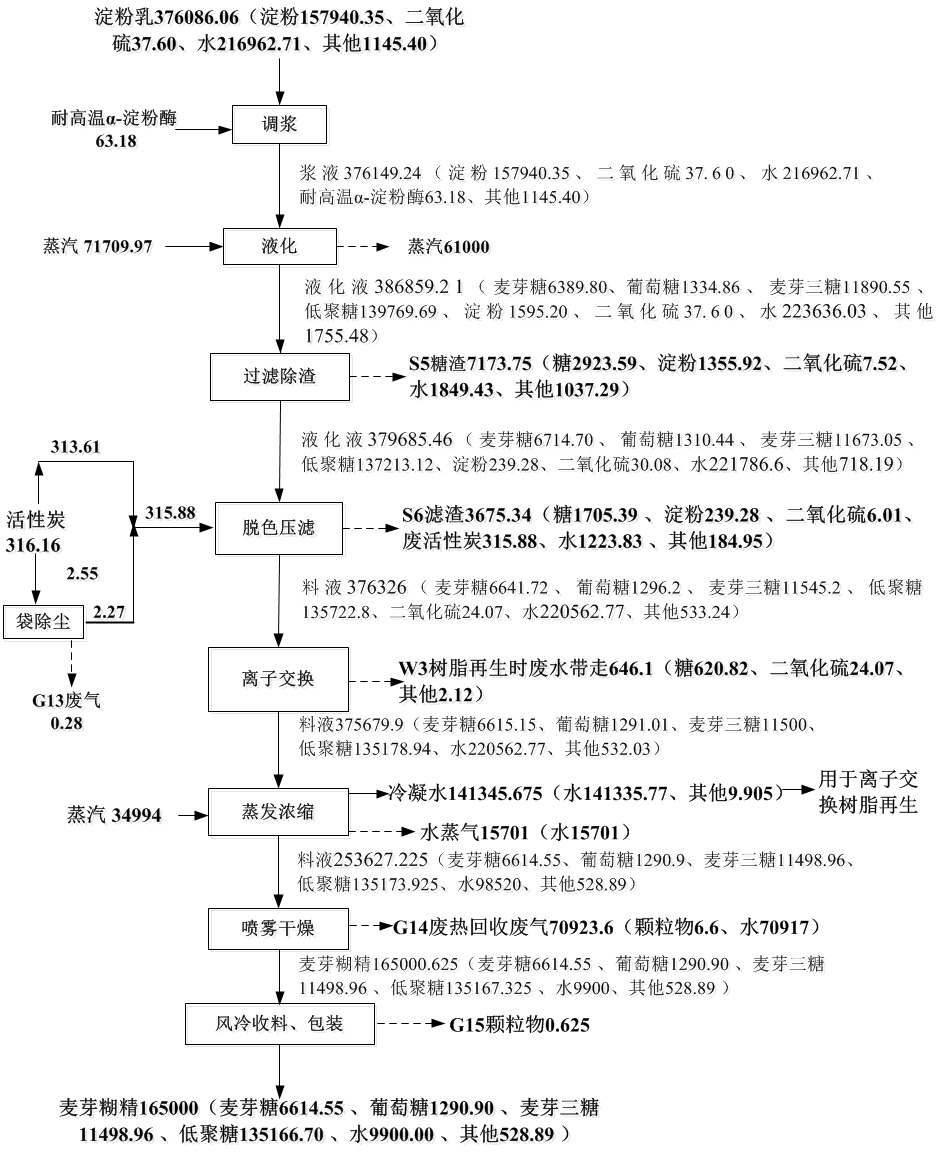 淀粉乳376086.06（淀粉157940.35、二氧化
硫37.60、水216962.71、其他1145.40）
耐高温α-淀粉酶
63.18
调浆
浆液376149.24（淀粉157940.35、二氧化硫37.60、水216962.71、
耐高温α-淀粉酶63.18、其他1145.40）
蒸汽 71709.97
液化
蒸汽61000
液化液386859.21（麦芽糖6389.80、葡萄糖1334.86、麦芽三糖11890.55、
低聚糖139769.69、淀粉1595.20、二氧化硫37.60、水223636.03、其他
1755.48）
过滤除渣
S5糖渣7173.75（糖2923.59、淀粉1355.92、二氧化硫7.52、
水1849.43、其他1037.29）
液化液379685.46（麦芽糖6714.70、葡萄糖1310.44、麦芽三糖11673.05、
低聚糖137213.12、淀粉239.28、二氧化硫30.08、水221786.6、其他718.19）
313.61
活性炭
316.16
315.88
脱色压滤
S6滤渣3675.34（糖1705.39、淀粉239.28、二氧化硫6.01、
废活性炭315.88、水1223.83、其他184.95）
2.55
袋除尘
2.27
料液376326（麦芽糖6641.72、葡萄糖1296.2、麦芽三糖11545.2、低聚糖
135722.8、二氧化硫24.07、水220562.77、其他533.24）
G13废气
0.28
离子交换
W3树脂再生时废水带走646.1（糖620.82、二氧化硫24.07、
其他2.12）
料液375679.9（麦芽糖6615.15、葡萄糖1291.01、麦芽三糖11500、
低聚糖135178.94、水220562.77、其他532.03）
蒸汽 34994
蒸发浓缩
冷凝水141345.675（水141335.77、其他9.905）
用于离子交
换树脂再生
水蒸气15701（水15701）
料液253627.225（麦芽糖6614.55、葡萄糖1290.9、麦芽三糖11498.96、
低聚糖135173.925、水98520、其他528.89）
喷雾干燥
G14废热回收废气70923.6（颗粒物6.6、水70917）
麦芽糊精165000.625（麦芽糖6614.55、葡萄糖1290.90、麦芽三糖
11498.96、低聚糖135167.325、水9900、其他528.89）
风冷收料、包装
G15颗粒物0.625
麦芽糊精165000（麦芽糖6614.55、葡萄糖1290.90、麦芽三糖
11498.96、低聚糖135166.70、水9900.00、其他528.89）